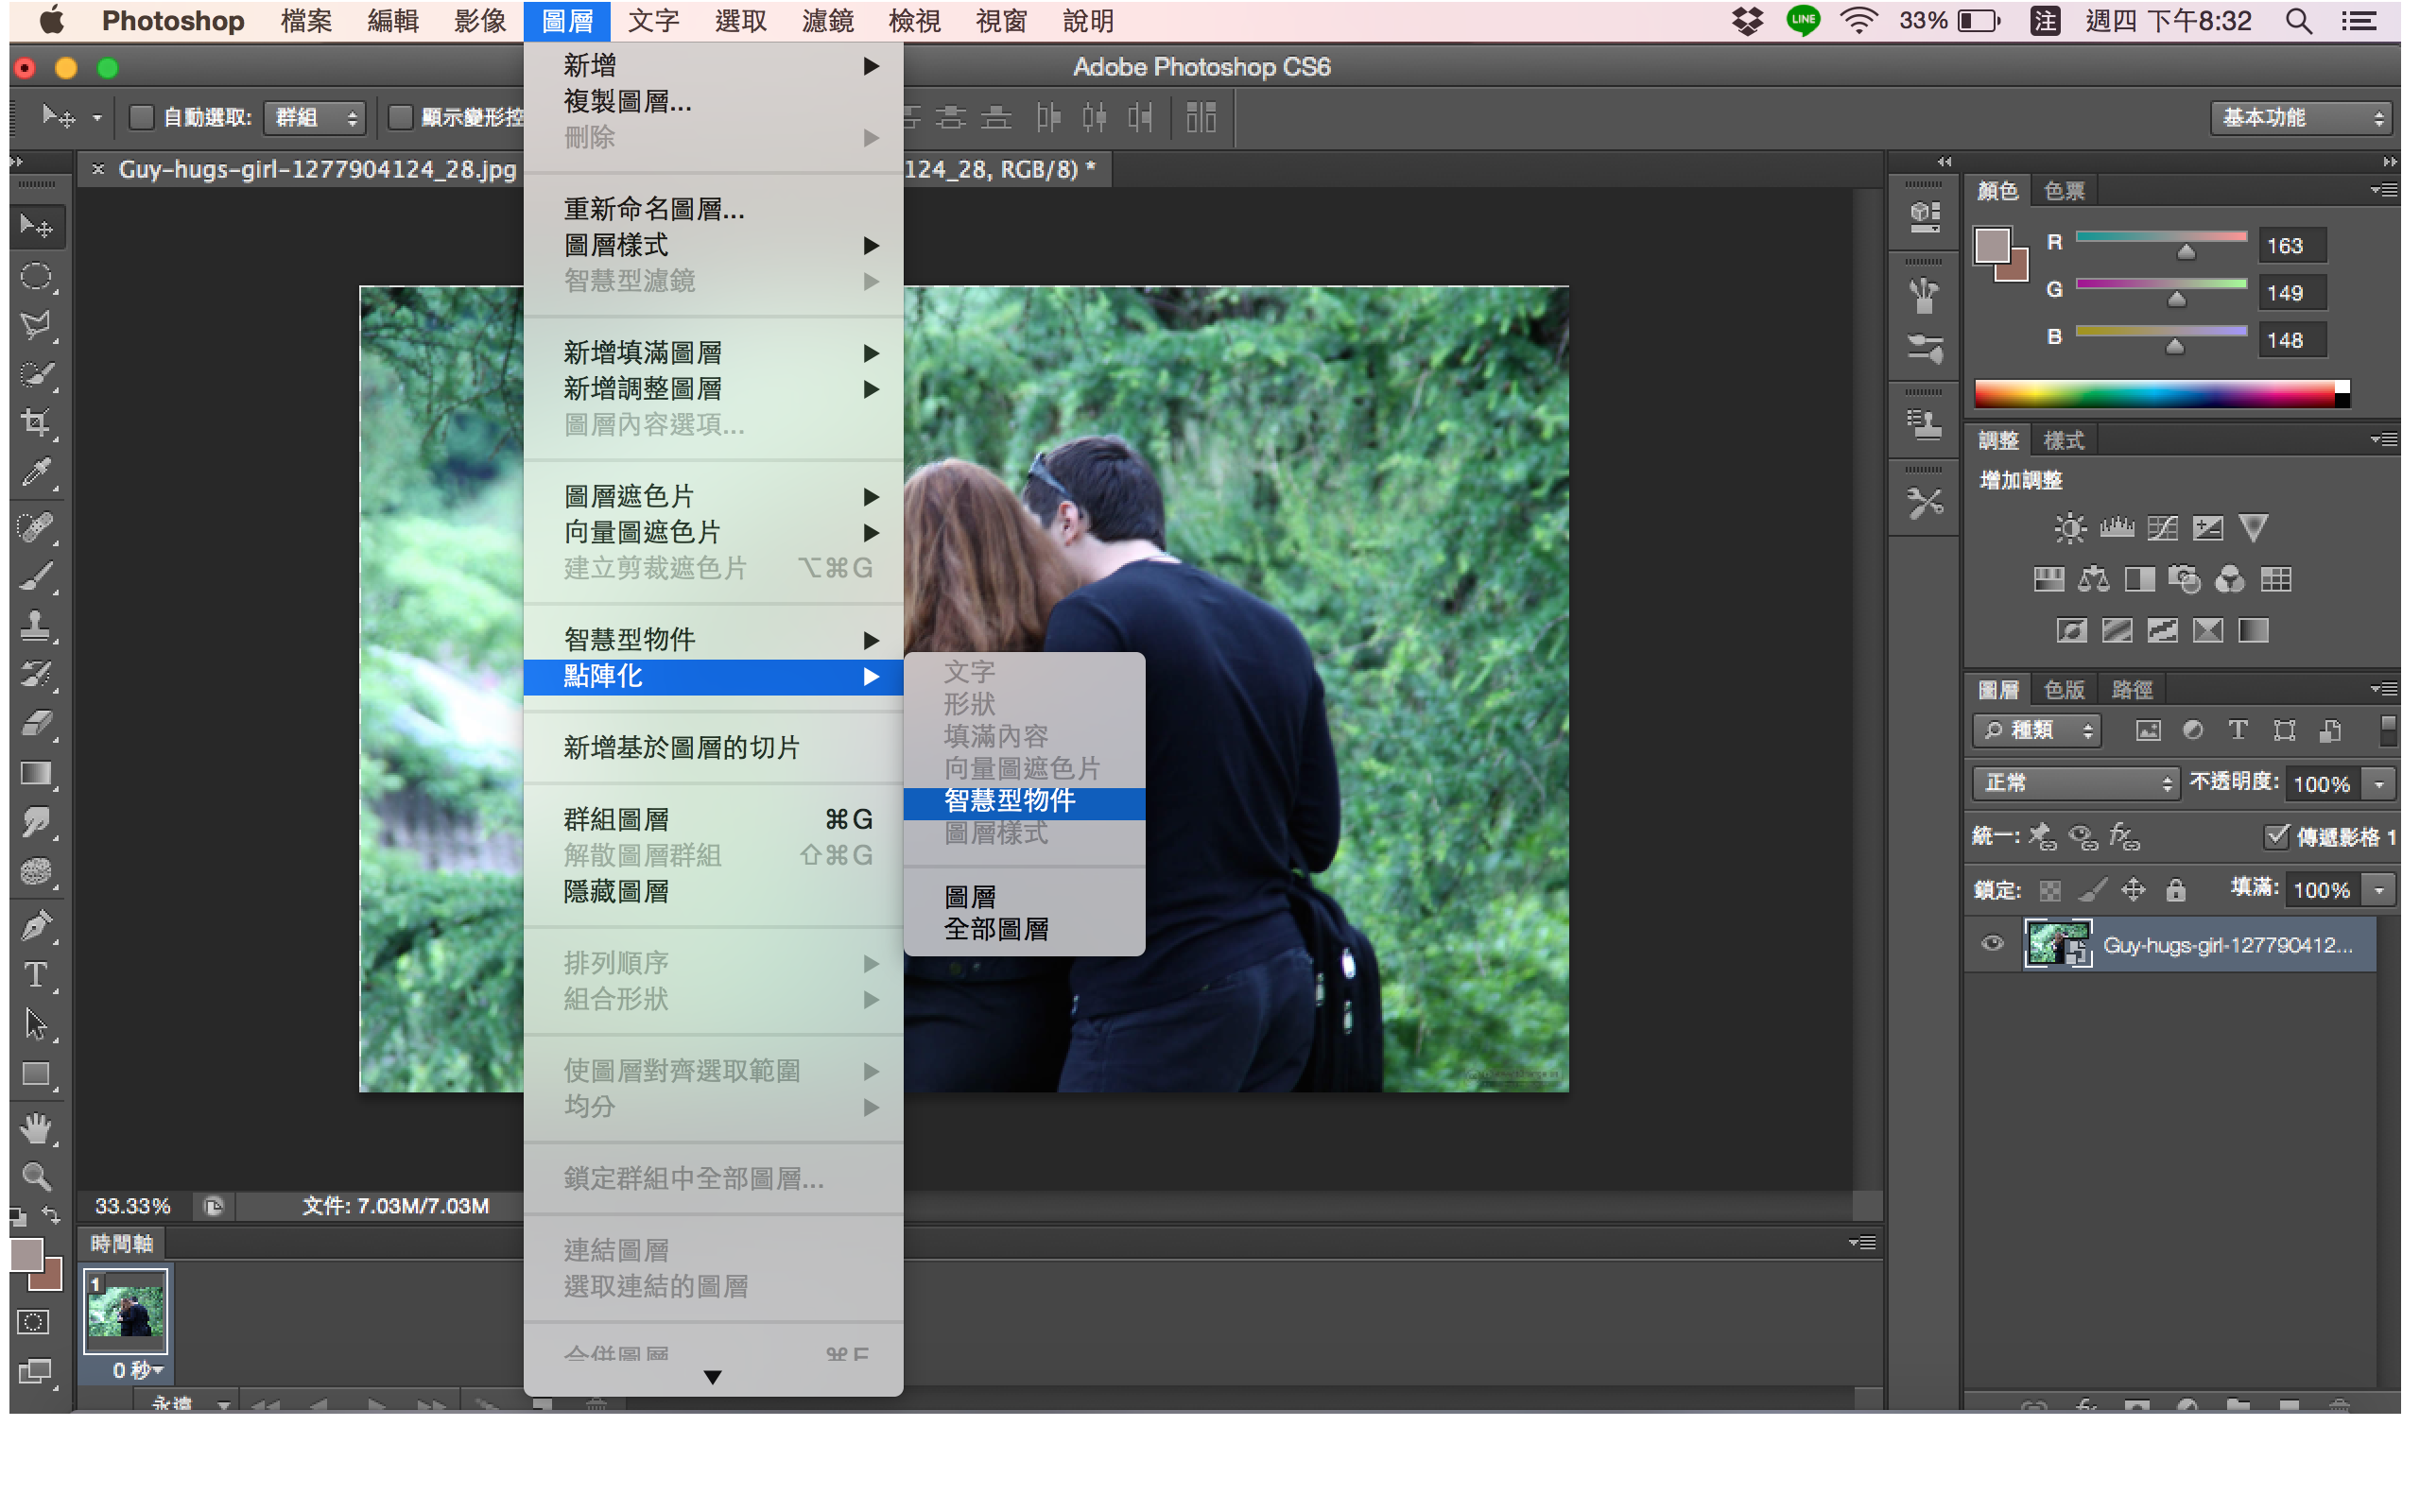 Photoshop 檔案 編輯 影像 圖層 文字 選取 濾鏡 檢視 視窗 說明 LINE 33% 注 週四 下午8:32
Adobe Photoshop CS6
自動選取: 群組 顯示變形控 基本功能
× Guy-hugs-girl-1277904124_28.jpg 124_28, RGB/8) *
新增
複製圖層...
刪除
重新命名圖層...
圖層樣式
智慧型濾鏡
新增填滿圖層
新增調整圖層
圖層內容選項...
圖層遮色片
向量圖遮色片
建立剪裁遮色片 ⌥⌘G
智慧型物件
點陣化
新增基於圖層的切片
群組圖層 ⌘G
解散圖層群組 ⇧⌘G
隱藏圖層
排列順序
組合形狀
使圖層對齊選取範圍
均分
鎖定群組中全部圖層...
連結圖層
選取連結的圖層
合併圖層 ⌘E
文字
形狀
填滿內容
向量圖遮色片
智慧型物件
圖層樣式
圖層
全部圖層
顏色 色票
R 163
G 149
B 148
調整 樣式
增加調整
圖層 色版 路徑
種類
正常 不透明度: 100%
統一: 傳遞影格 1
鎖定: 填滿: 100%
Guy-hugs-girl-127790412...
33.33% 文件: 7.03M/7.03M
時間軸
1
0 秒
永遠